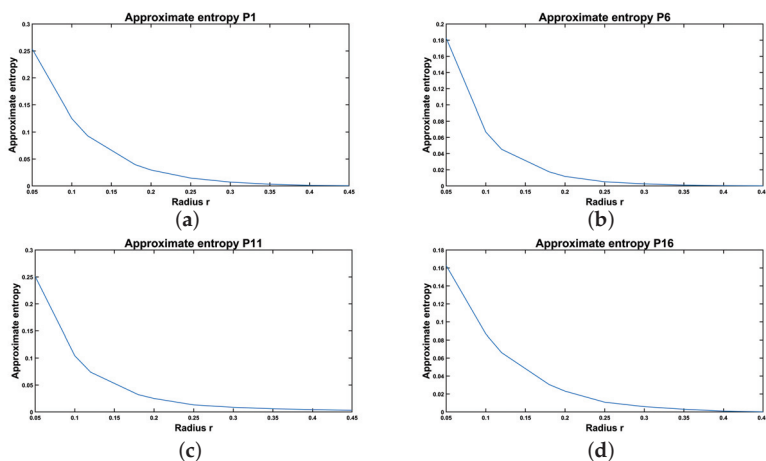 Approximate entropy P1
0.3
0.25
0.2
0.15
0.1
0.05
0
Approximate entropy
0.05 0.1 0.15 0.2 0.25 0.3 0.35 0.4 0.45
Radius r
(a)
Approximate entropy P6
0.2
0.18
0.16
0.14
0.12
0.1
0.08
0.06
0.04
0.02
0
Approximate entropy
0.05 0.1 0.15 0.2 0.25 0.3 0.35 0.4 0.4
Radius r
(b)
Approximate entropy P11
0.3
0.25
0.2
0.15
0.1
0.05
0
Approximate entropy
0.05 0.1 0.15 0.2 0.25 0.3 0.35 0.4 0.45
Radius r
(c)
Approximate entropy P16
0.18
0.16
0.14
0.12
0.1
0.08
0.06
0.04
0.02
0
Approximate entropy
0.05 0.1 0.15 0.2 0.25 0.3 0.35 0.4 0.4
Radius r
(d)